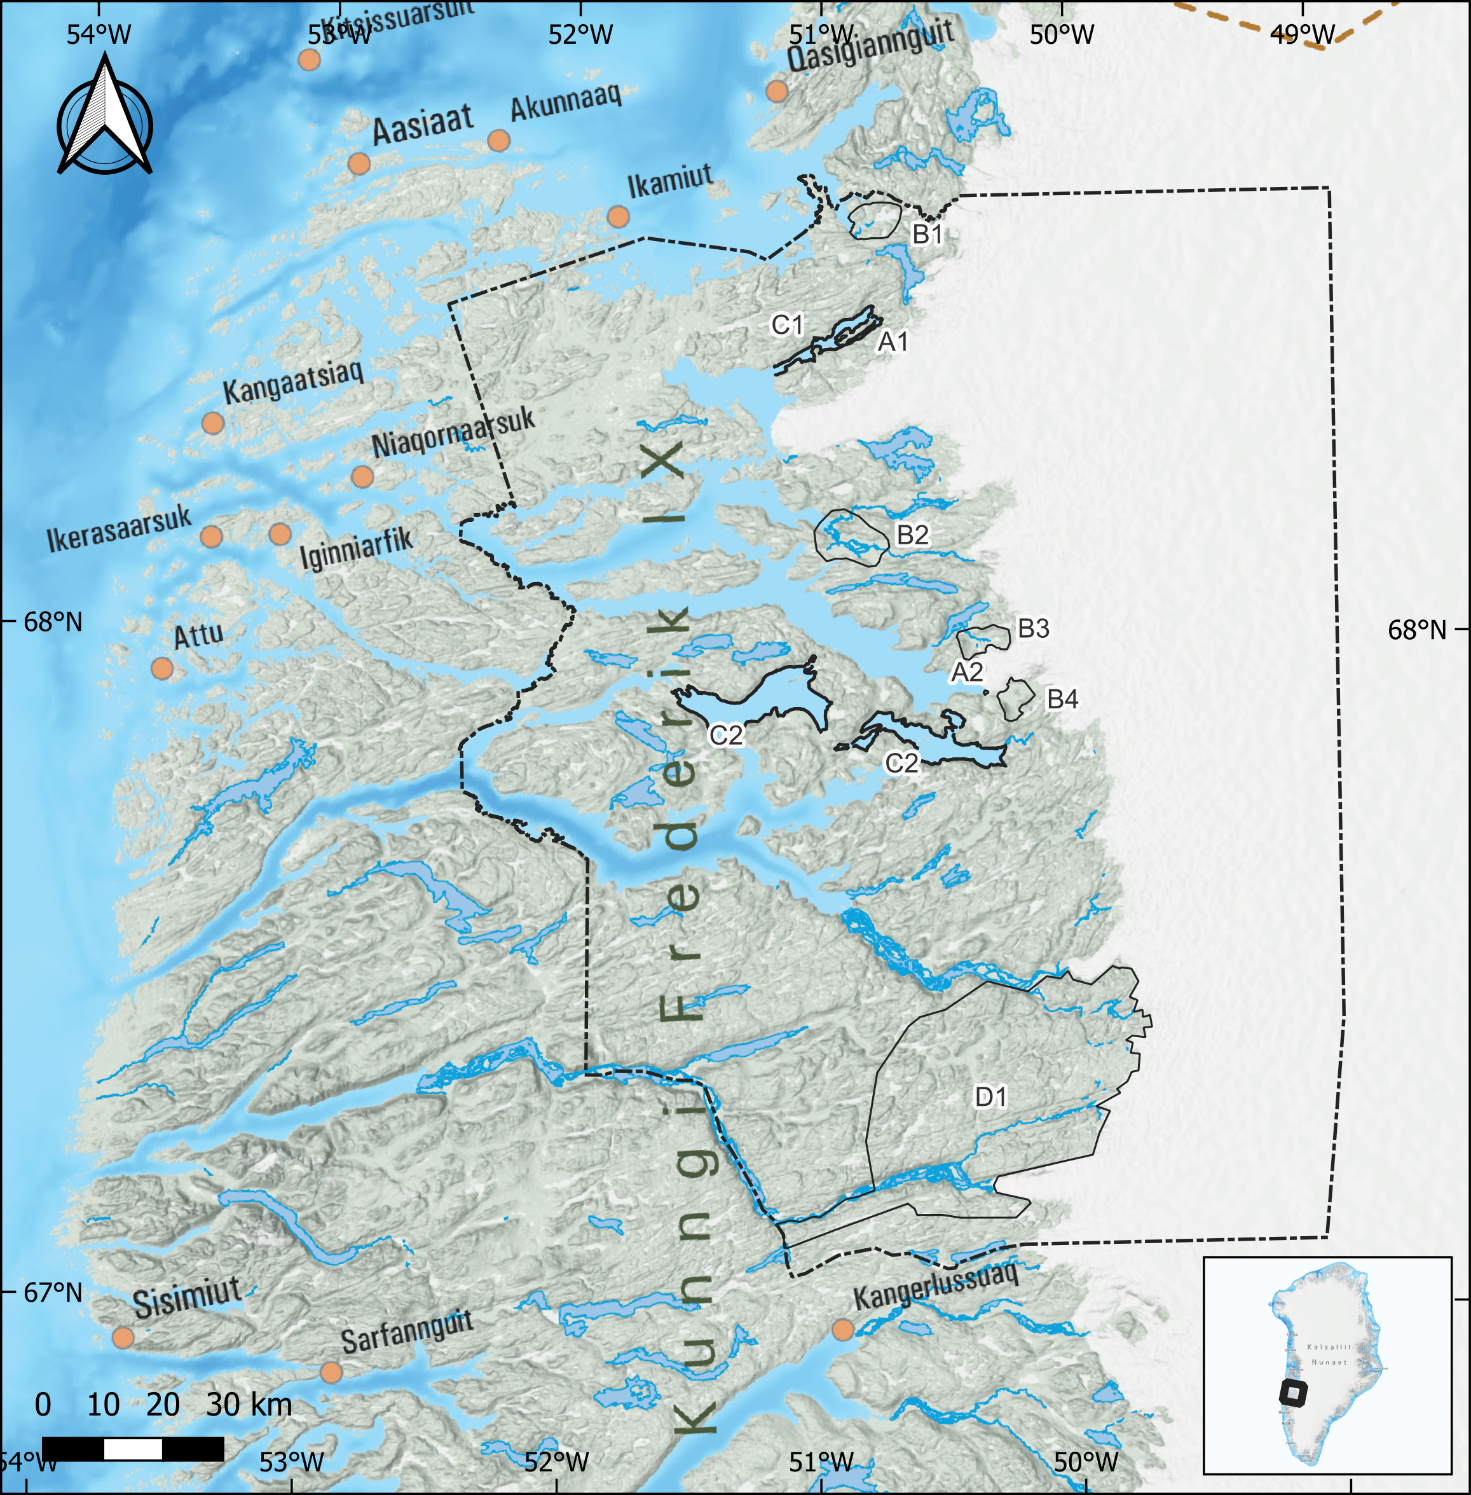 54°W 53°W 52°W 51°W 50°W 49°W
Kitsissuarsuit
Qasigiannguit
Akunnaaq
Aasiaat
Ikamiut
B1
C1
A1
Kangaatsiaq
Niaqornaarsuk
Ikerasaarsuk
Iginniarfik
B2
68°N
68°N
Attu
B3
A2
B4
C2
C2
Kunngi Frederik IX
D1
67°N
Sisimiut
Kangerlussuaq
Sarfannguit
Kalaallit
Nunaat
0 10 20 30 km
54°W 53°W 52°W 51°W 50°W